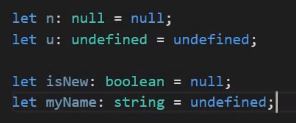 let n: null = null;
let u: undefined = undefined;
let isNew: boolean = null;
let myName: string = undefined;